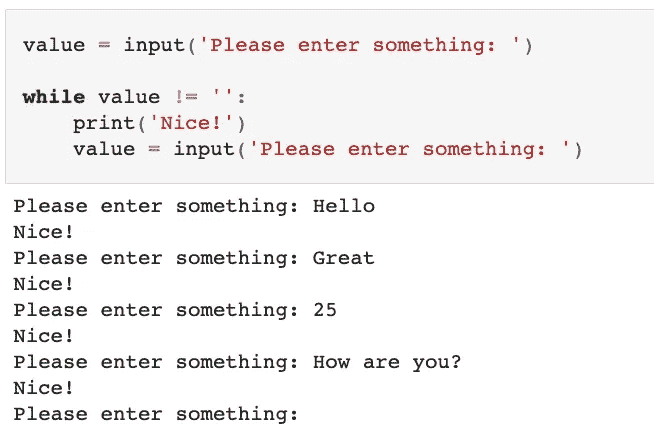 value = input('Please enter something: ')
while value != '':
    print('Nice!')
    value = input('Please enter something: ')
Please enter something: Hello
Nice!
Please enter something: Great
Nice!
Please enter something: 25
Nice!
Please enter something: How are you?
Nice!
Please enter something: